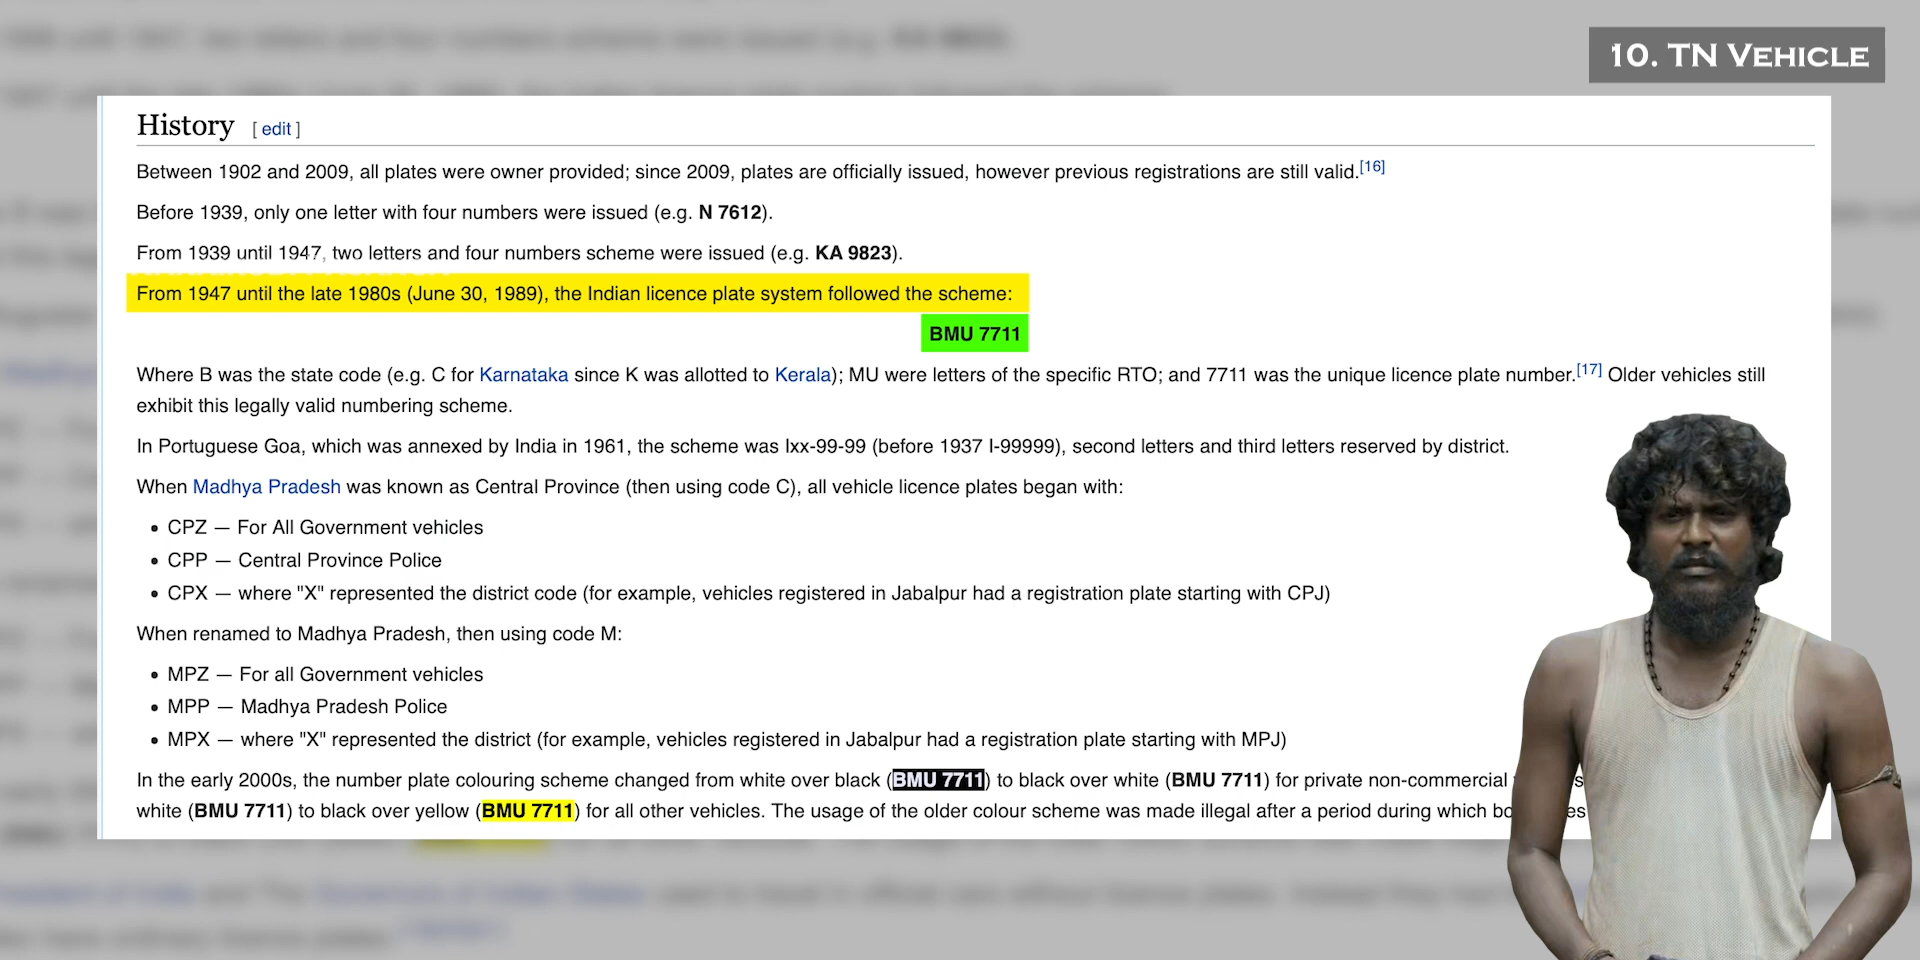 10. TN VEHICLE
History [ edit ]
Between 1902 and 2009, all plates were owner provided; since 2009, plates are officially issued, however previous registrations are still valid.[16]
Before 1939, only one letter with four numbers were issued (e.g. N 7612).
From 1939 until 1947, two letters and four numbers scheme were issued (e.g. KA 9823).
From 1947 until the late 1980s (June 30, 1989), the Indian licence plate system followed the scheme:
BMU 7711
Where B was the state code (e.g. C for Karnataka since K was allotted to Kerala); MU were letters of the specific RTO; and 7711 was the unique licence plate number.[17] Older vehicles still
exhibit this legally valid numbering scheme.
In Portuguese Goa, which was annexed by India in 1961, the scheme was Ixx-99-99 (before 1937 I-99999), second letters and third letters reserved by district.
When Madhya Pradesh was known as Central Province (then using code C), all vehicle licence plates began with:
• CPZ — For All Government vehicles
• CPP — Central Province Police
• CPX — where "X" represented the district code (for example, vehicles registered in Jabalpur had a registration plate starting with CPJ)
When renamed to Madhya Pradesh, then using code M:
• MPZ — For all Government vehicles
• MPP — Madhya Pradesh Police
• MPX — where "X" represented the district (for example, vehicles registered in Jabalpur had a registration plate starting with MPJ)
In the early 2000s, the number plate colouring scheme changed from white over black (BMU 7711) to black over white (BMU 7711) for private non-commercial
white (BMU 7711) to black over yellow (BMU 7711) for all other vehicles. The usage of the older colour scheme was made illegal after a period during which